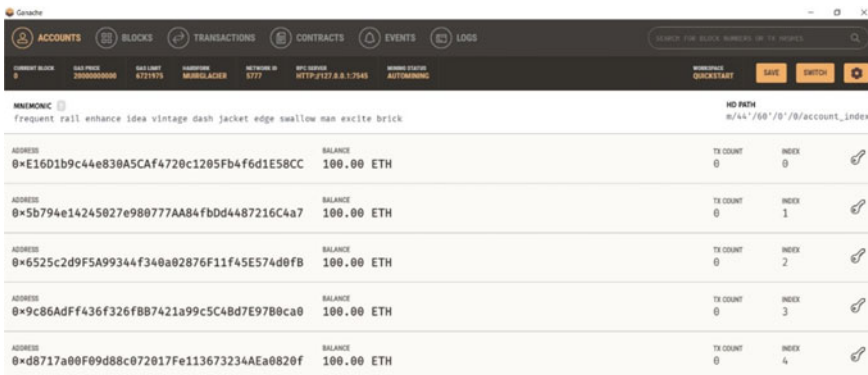 Ganache
ACCOUNTS BLOCKS TRANSACTIONS CONTRACTS EVENTS LOGS SEARCH FOR BLOCK NUMBERS OR TX HASHES
CURRENT BLOCK GAS PRICE GAS LIMIT HARDFORK NETWORK ID RPC SERVER MINING STATUS WORKSPACE
0 20000000000 6721975 MUIRGLACIER 5777 HTTP://127.0.0.1:7545 AUTOMINING QUICKSTART SAVE SWITCH
MNEMONIC HD PATH
frequent rail enhance idea vintage dash jacket edge swallow man excite brick m/44'/60'/0'/0/account_index
ADDRESS BALANCE TX COUNT INDEX
0×E16D1b9c44e830A5CAf4720c1205Fb4f6d1E58CC 100.00 ETH 0 0
ADDRESS BALANCE TX COUNT INDEX
0×5b794e14245027e980777AA84fbDd4487216C4a7 100.00 ETH 0 1
ADDRESS BALANCE TX COUNT INDEX
0×6525c2d9F5A99344f340a02876F11f45E574d0fB 100.00 ETH 0 2
ADDRESS BALANCE TX COUNT INDEX
0×9c86AdFf436f326fBB7421a99c5C4Bd7E97B0ca0 100.00 ETH 0 3
ADDRESS BALANCE TX COUNT INDEX
0×d8717a00F09d88c072017Fe113673234AEa0820f 100.00 ETH 0 4